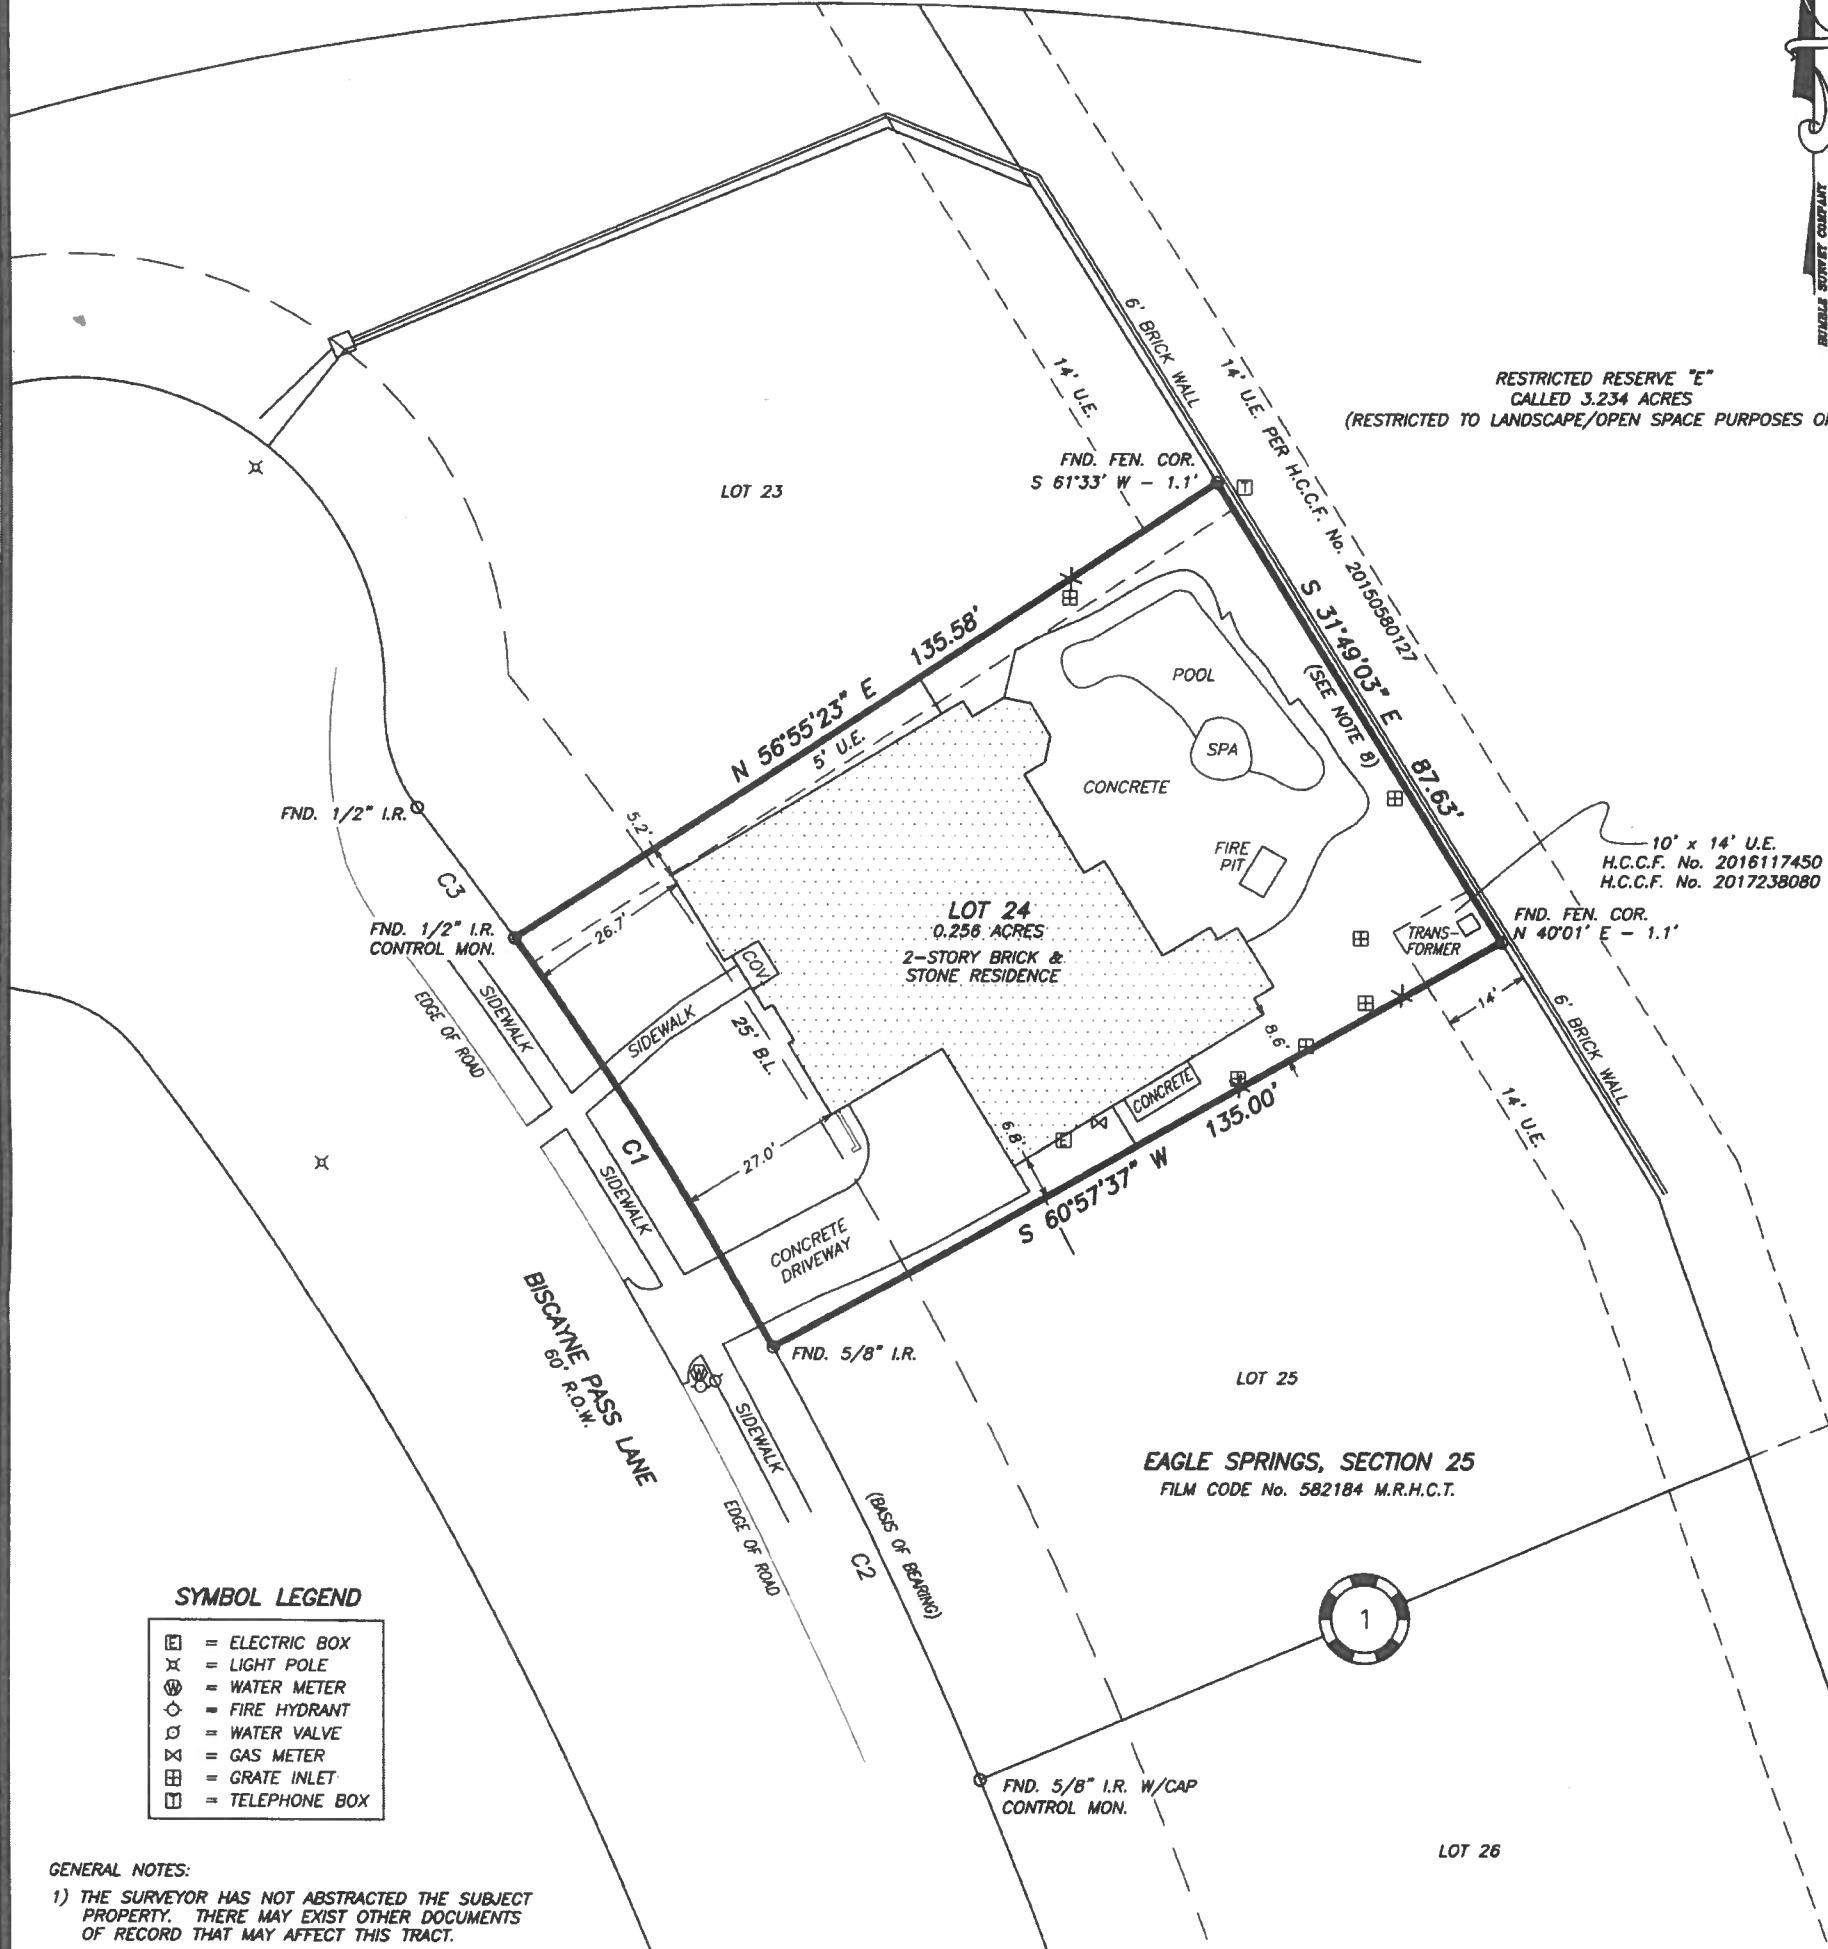 HUMBLE SURVEY COMPANY
RESTRICTED RESERVE "E"
CALLED 3.234 ACRES
(RESTRICTED TO LANDSCAPE/OPEN SPACE PURPOSES
6' BRICK WALL
14' U.E.
14' U.E. PER H.C.C.F. No. 20150580127
FND. FEN. COR.
S 61°33' W - 1.1'
LOT 23
T
N 56°55'23" E
135.58'
5' U.E.
S 31°49'03" E
87.63'
(SEE NOTE 8)
POOL
SPA
CONCRETE
FIRE
PIT
10' x 14' U.E.
H.C.C.F. No. 2016117450
H.C.C.F. No. 2017238080
FND. FEN. COR.
N 40°01' E - 1.1'
TRANS-
FORMER
FND. 1/2" I.R.
C3
5.2'
FND. 1/2" I.R.
CONTROL MON.
26.7'
LOT 24
0.256 ACRES
2-STORY BRICK &
STONE RESIDENCE
COV.
SIDEWALK
EDGE OF ROAD
SIDEWALK
25' B.L.
14'
6' BRICK WALL
14' U.E.
8.6'
CONCRETE
135.00'
S 60°57'37" W
E
6.8'
27.0'
C1
SIDEWALK
CONCRETE
DRIVEWAY
BISCAYNE PASS LANE
60' R.O.W.
FND. 5/8" I.R.
W
SIDEWALK
EDGE OF ROAD
C2
(BASIS OF BEARING)
LOT 25
EAGLE SPRINGS, SECTION 25
FILM CODE No. 582184 M.R.H.C.T.
1
FND. 5/8" I.R. W/CAP
CONTROL MON.
LOT 26
SYMBOL LEGEND
E = ELECTRIC BOX
= LIGHT POLE
W = WATER METER
= FIRE HYDRANT
= WATER VALVE
= GAS METER
= GRATE INLET
T = TELEPHONE BOX
GENERAL NOTES:
1) THE SURVEYOR HAS NOT ABSTRACTED THE SUBJECT
PROPERTY. THERE MAY EXIST OTHER DOCUMENTS
OF RECORD THAT MAY AFFECT THIS TRACT.